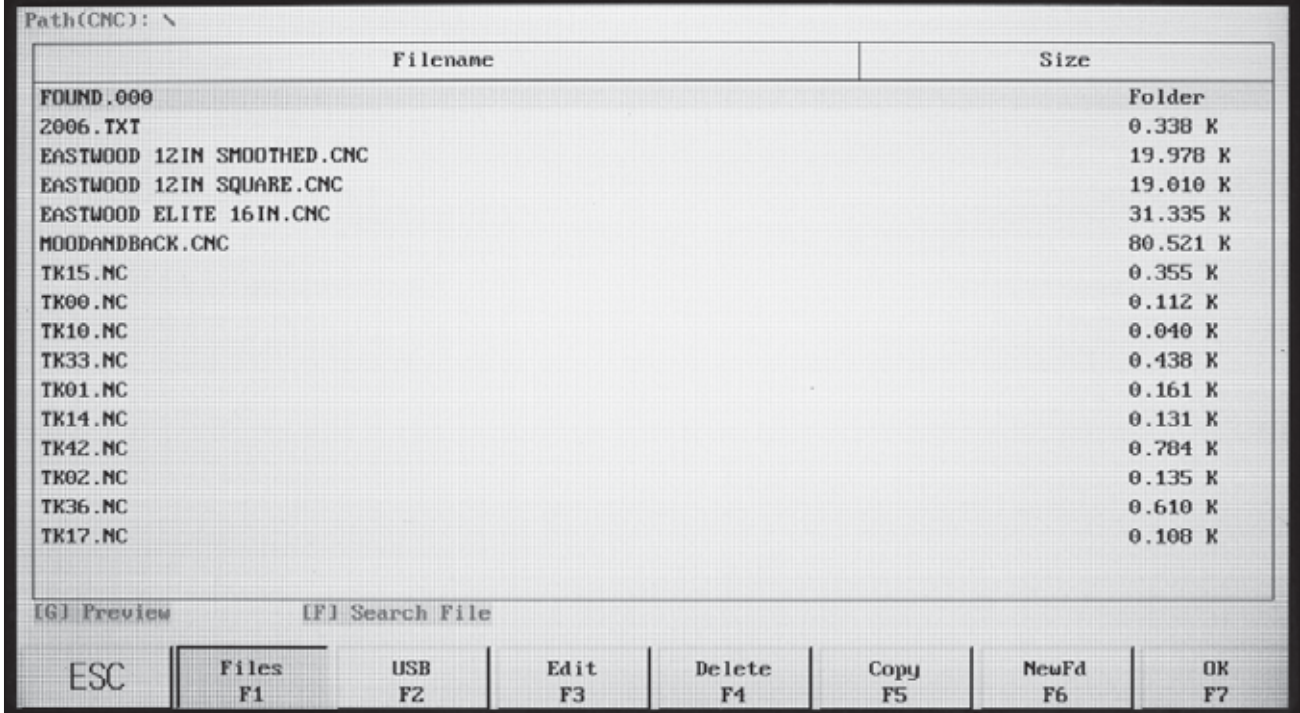 Path(CNC): \
Filename Size
FOUND.000 Folder
2006.TXT 0.338 K
EASTWOOD 12IN SMOOTHED.CNC 19.978 K
EASTWOOD 12IN SQUARE.CNC 19.010 K
EASTWOOD ELITE 16IN.CNC 31.335 K
MOODANDBACK.CNC 80.521 K
TK15.NC 0.355 K
TK00.NC 0.112 K
TK10.NC 0.040 K
TK33.NC 0.438 K
TK01.NC 0.161 K
TK14.NC 0.131 K
TK42.NC 0.784 K
TK02.NC 0.135 K
TK36.NC 0.610 K
TK17.NC 0.108 K
[G] Preview [F] Search File
ESC Files USB Edit Delete Copy NewFd OK
F1 F2 F3 F4 F5 F6 F7